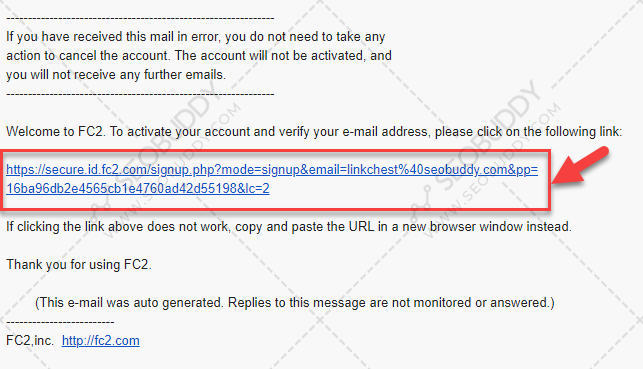 --------------------------------------------------------------
If you have received this mail in error, you do not need to take any
action to cancel the account. The account will not be activated, and
you will not receive any further emails.
--------------------------------------------------------------
Welcome to FC2. To activate your account and verify your e-mail address, please click on the following link:
https://secure.id.fc2.com/signup.php?mode=signup&email=linkchest%40seobuddy.com&pp=
16ba96db2e4565cb1e4760ad42d55198&lc=2
If clicking the link above does not work, copy and paste the URL in a new browser window instead.
Thank you for using FC2.
(This e-mail was auto generated. Replies to this message are not monitored or answered.)
-------------------------
FC2,inc. http://fc2.com
SEOBUDDY
WWW.SEOBUDDY.COM